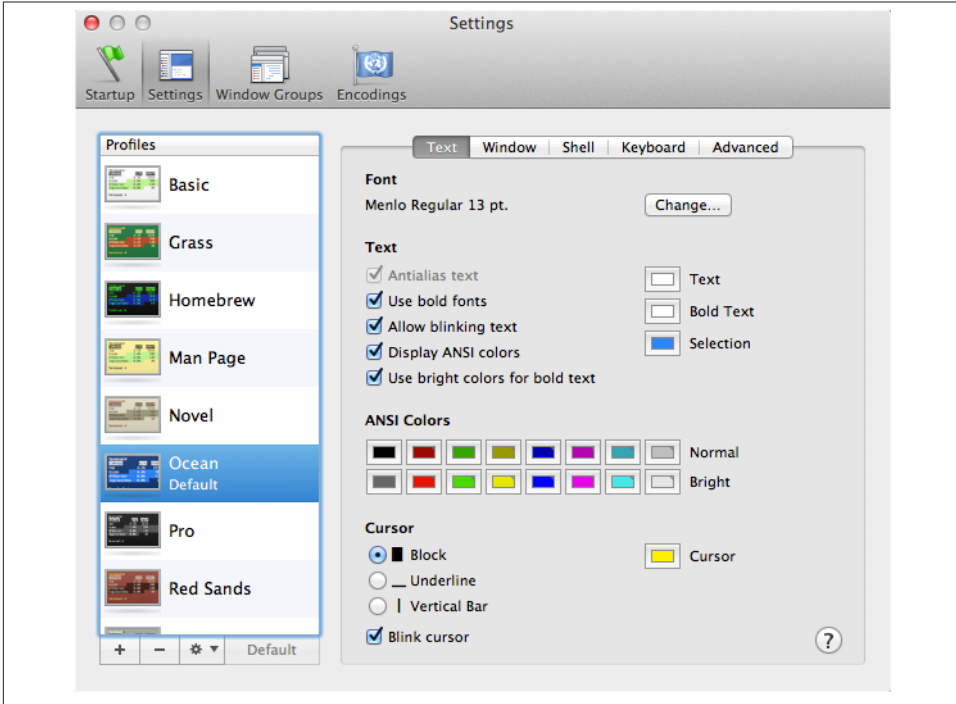 Settings
Startup Settings Window Groups Encodings
Profiles
Basic
Grass
Homebrew
Man Page
Novel
Ocean
Default
Pro
Red Sands
+ − Default
Text Window Shell Keyboard Advanced
Font
Menlo Regular 13 pt. Change...
Text
Antialias text
Use bold fonts
Allow blinking text
Display ANSI colors
Use bright colors for bold text
Text
Bold Text
Selection
ANSI Colors
Normal
Bright
Cursor
Block
Underline
Vertical Bar
Blink cursor
Cursor
?